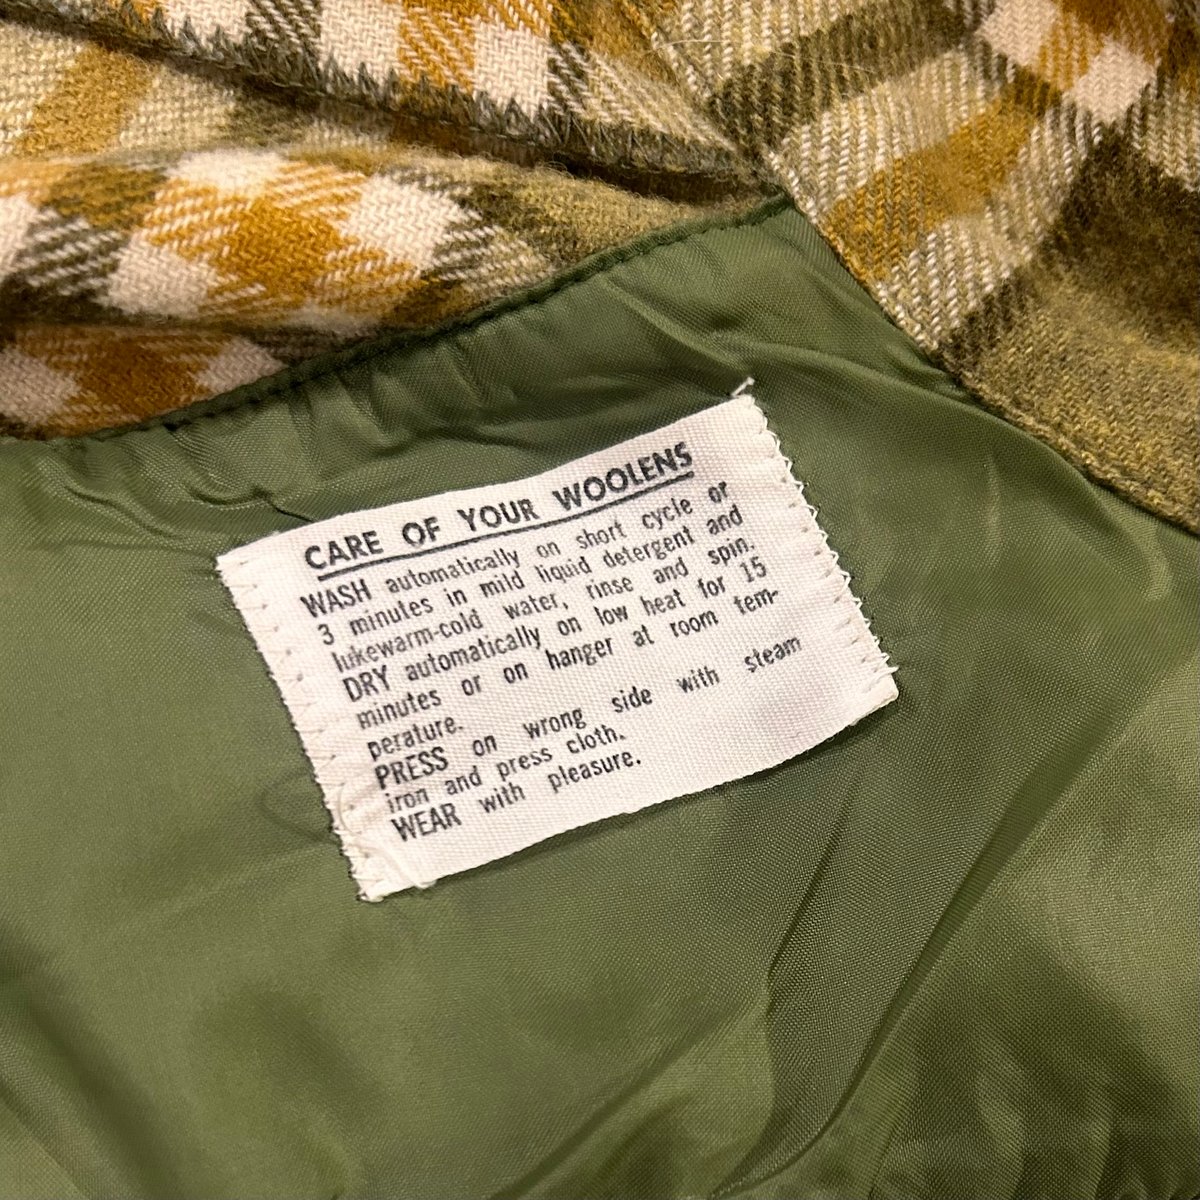 CARE OF YOUR WOOLENS
WASH automatically on short cycle or
3 minutes in mild liquid detergent and
lukewarm-cold water, rinse and spin.
DRY automatically on low heat for 15
minutes or on hanger at room tem-
perature.
PRESS on wrong side with steam
iron and press cloth.
WEAR with pleasure.